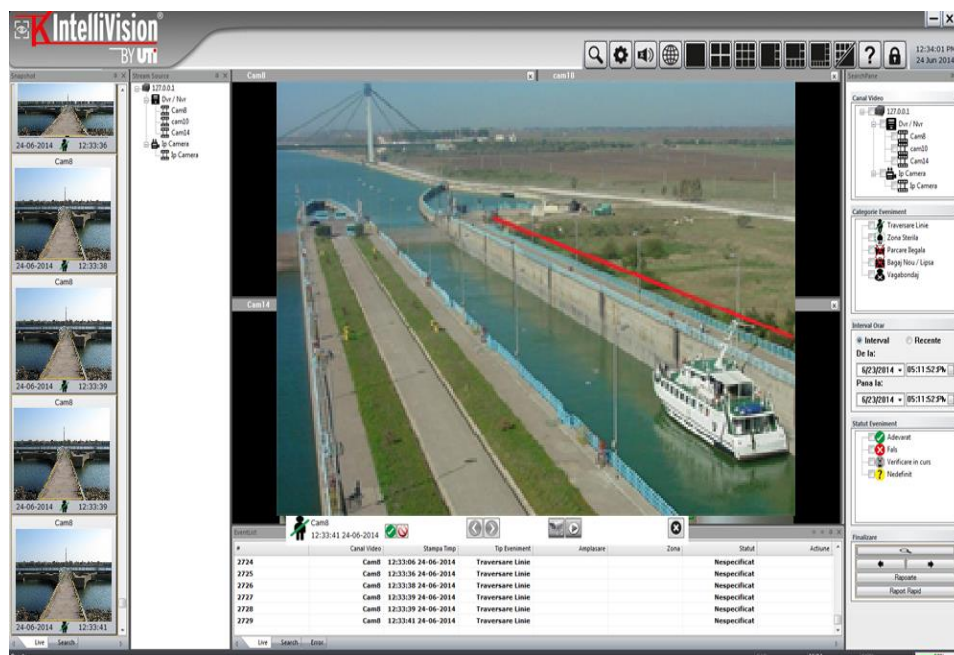 IntelliVision®
BY UTI
12:34:01 PM
24 Jun 2014
Snapshot
24-06-2014 12:33:36
Cam8
24-06-2014 12:33:38
Cam8
24-06-2014 12:33:39
Cam8
24-06-2014 12:33:39
Cam8
24-06-2014 12:33:41
Live Search
Stream Source
127.0.0.1
Dvr / Nvr
Cam8
cam10
Cam14
Ip Camera
Ip Camera
Cam8
cam10
Cam14
Cam8
12:33:41 24-06-2014
EventList
# Canal Video Stampa Timp Tip Eveniment Amplasare Zona Statut Actiune
2724 Cam8 12:33:06 24-06-2014 Traversare Linie Nespecificat
2725 Cam8 12:33:36 24-06-2014 Traversare Linie Nespecificat
2726 Cam8 12:33:38 24-06-2014 Traversare Linie Nespecificat
2727 Cam8 12:33:39 24-06-2014 Traversare Linie Nespecificat
2728 Cam8 12:33:39 24-06-2014 Traversare Linie Nespecificat
2729 Cam8 12:33:41 24-06-2014 Traversare Linie Nespecificat
Live Search Error
SearchPane
Canal Video
127.0.0.1
Dvr / Nvr
Cam8
cam10
Cam14
Ip Camera
Ip Camera
Categorie Eveniment
Traversare Linie
Zona Sterila
Parcare Ilegala
Bagaj Nou / Lipsa
Vagabondaj
Interval Orar
Interval Recente
De la:
6/23/2014 05:11:52 PM
Pana la:
6/23/2014 05:11:52 PM
Statut Eveniment
Adevarat
Fals
Verificare in curs
Nedefinit
Finalizare
Rapoarte
Raport Rapid